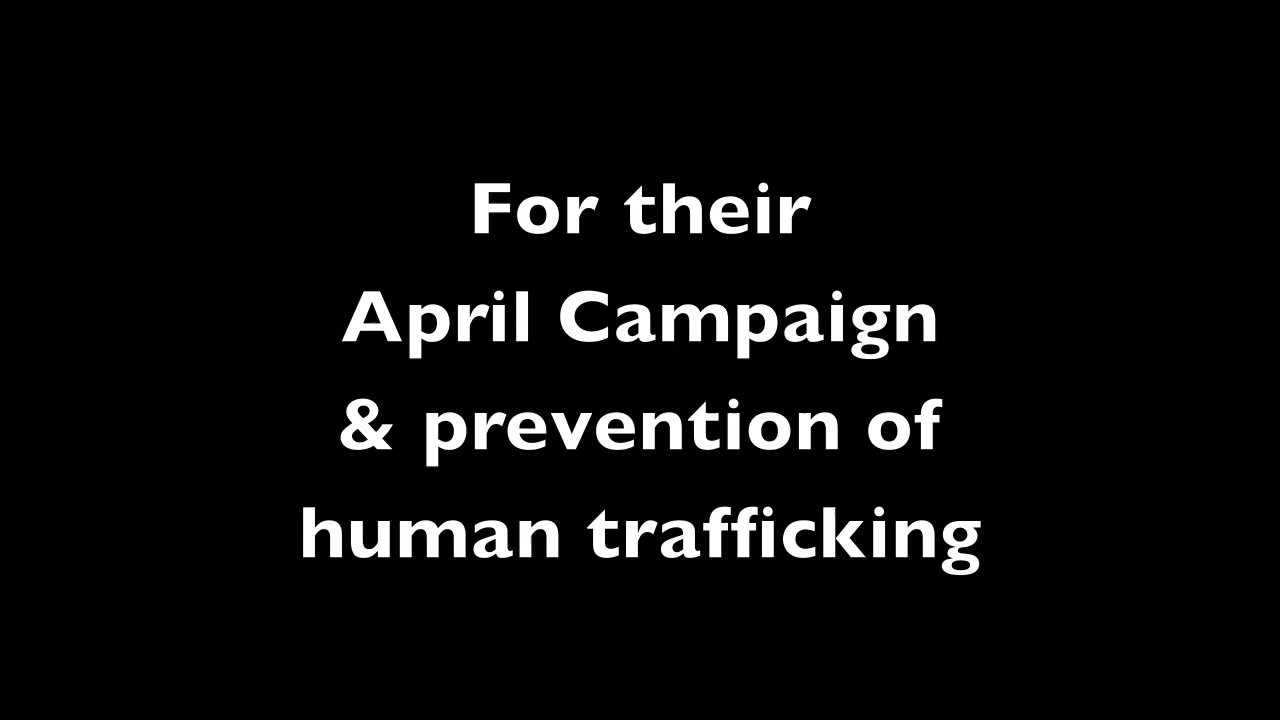 For their
April Campaign
& prevention of
human trafficking